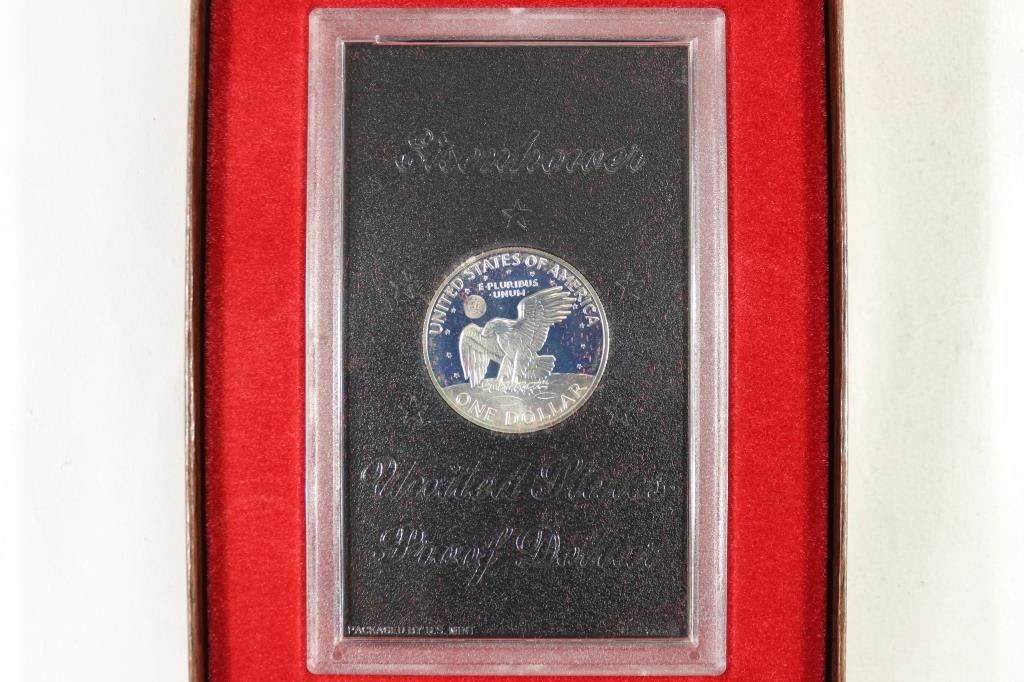 Eisenhower
UNITED STATES OF AMERICA
E·PLURIBUS
·UNUM·
ONE DOLLAR
United States
Proof Dollar
PACKAGED BY U.S. MINT